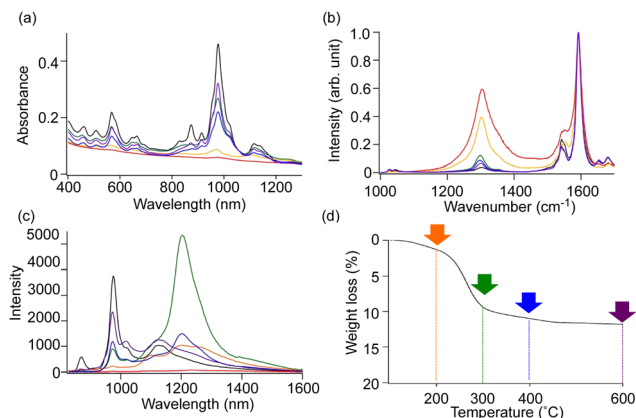 (a)
Absorbance
0.4
0.2
0
400 600 800 1000 1200
Wavelength (nm)
(b)
Intensity (arb. unit)
1.0
0.8
0.6
0.4
0.2
0
1000 1200 1400 1600
Wavenumber (cm⁻¹)
(c)
Intensity
5000
4000
3000
2000
1000
0
1000 1200 1400 1600
Wavelength (nm)
(d)
Weight loss (%)
0
5
10
15
20
200 300 400 600
Temperature (˚C)